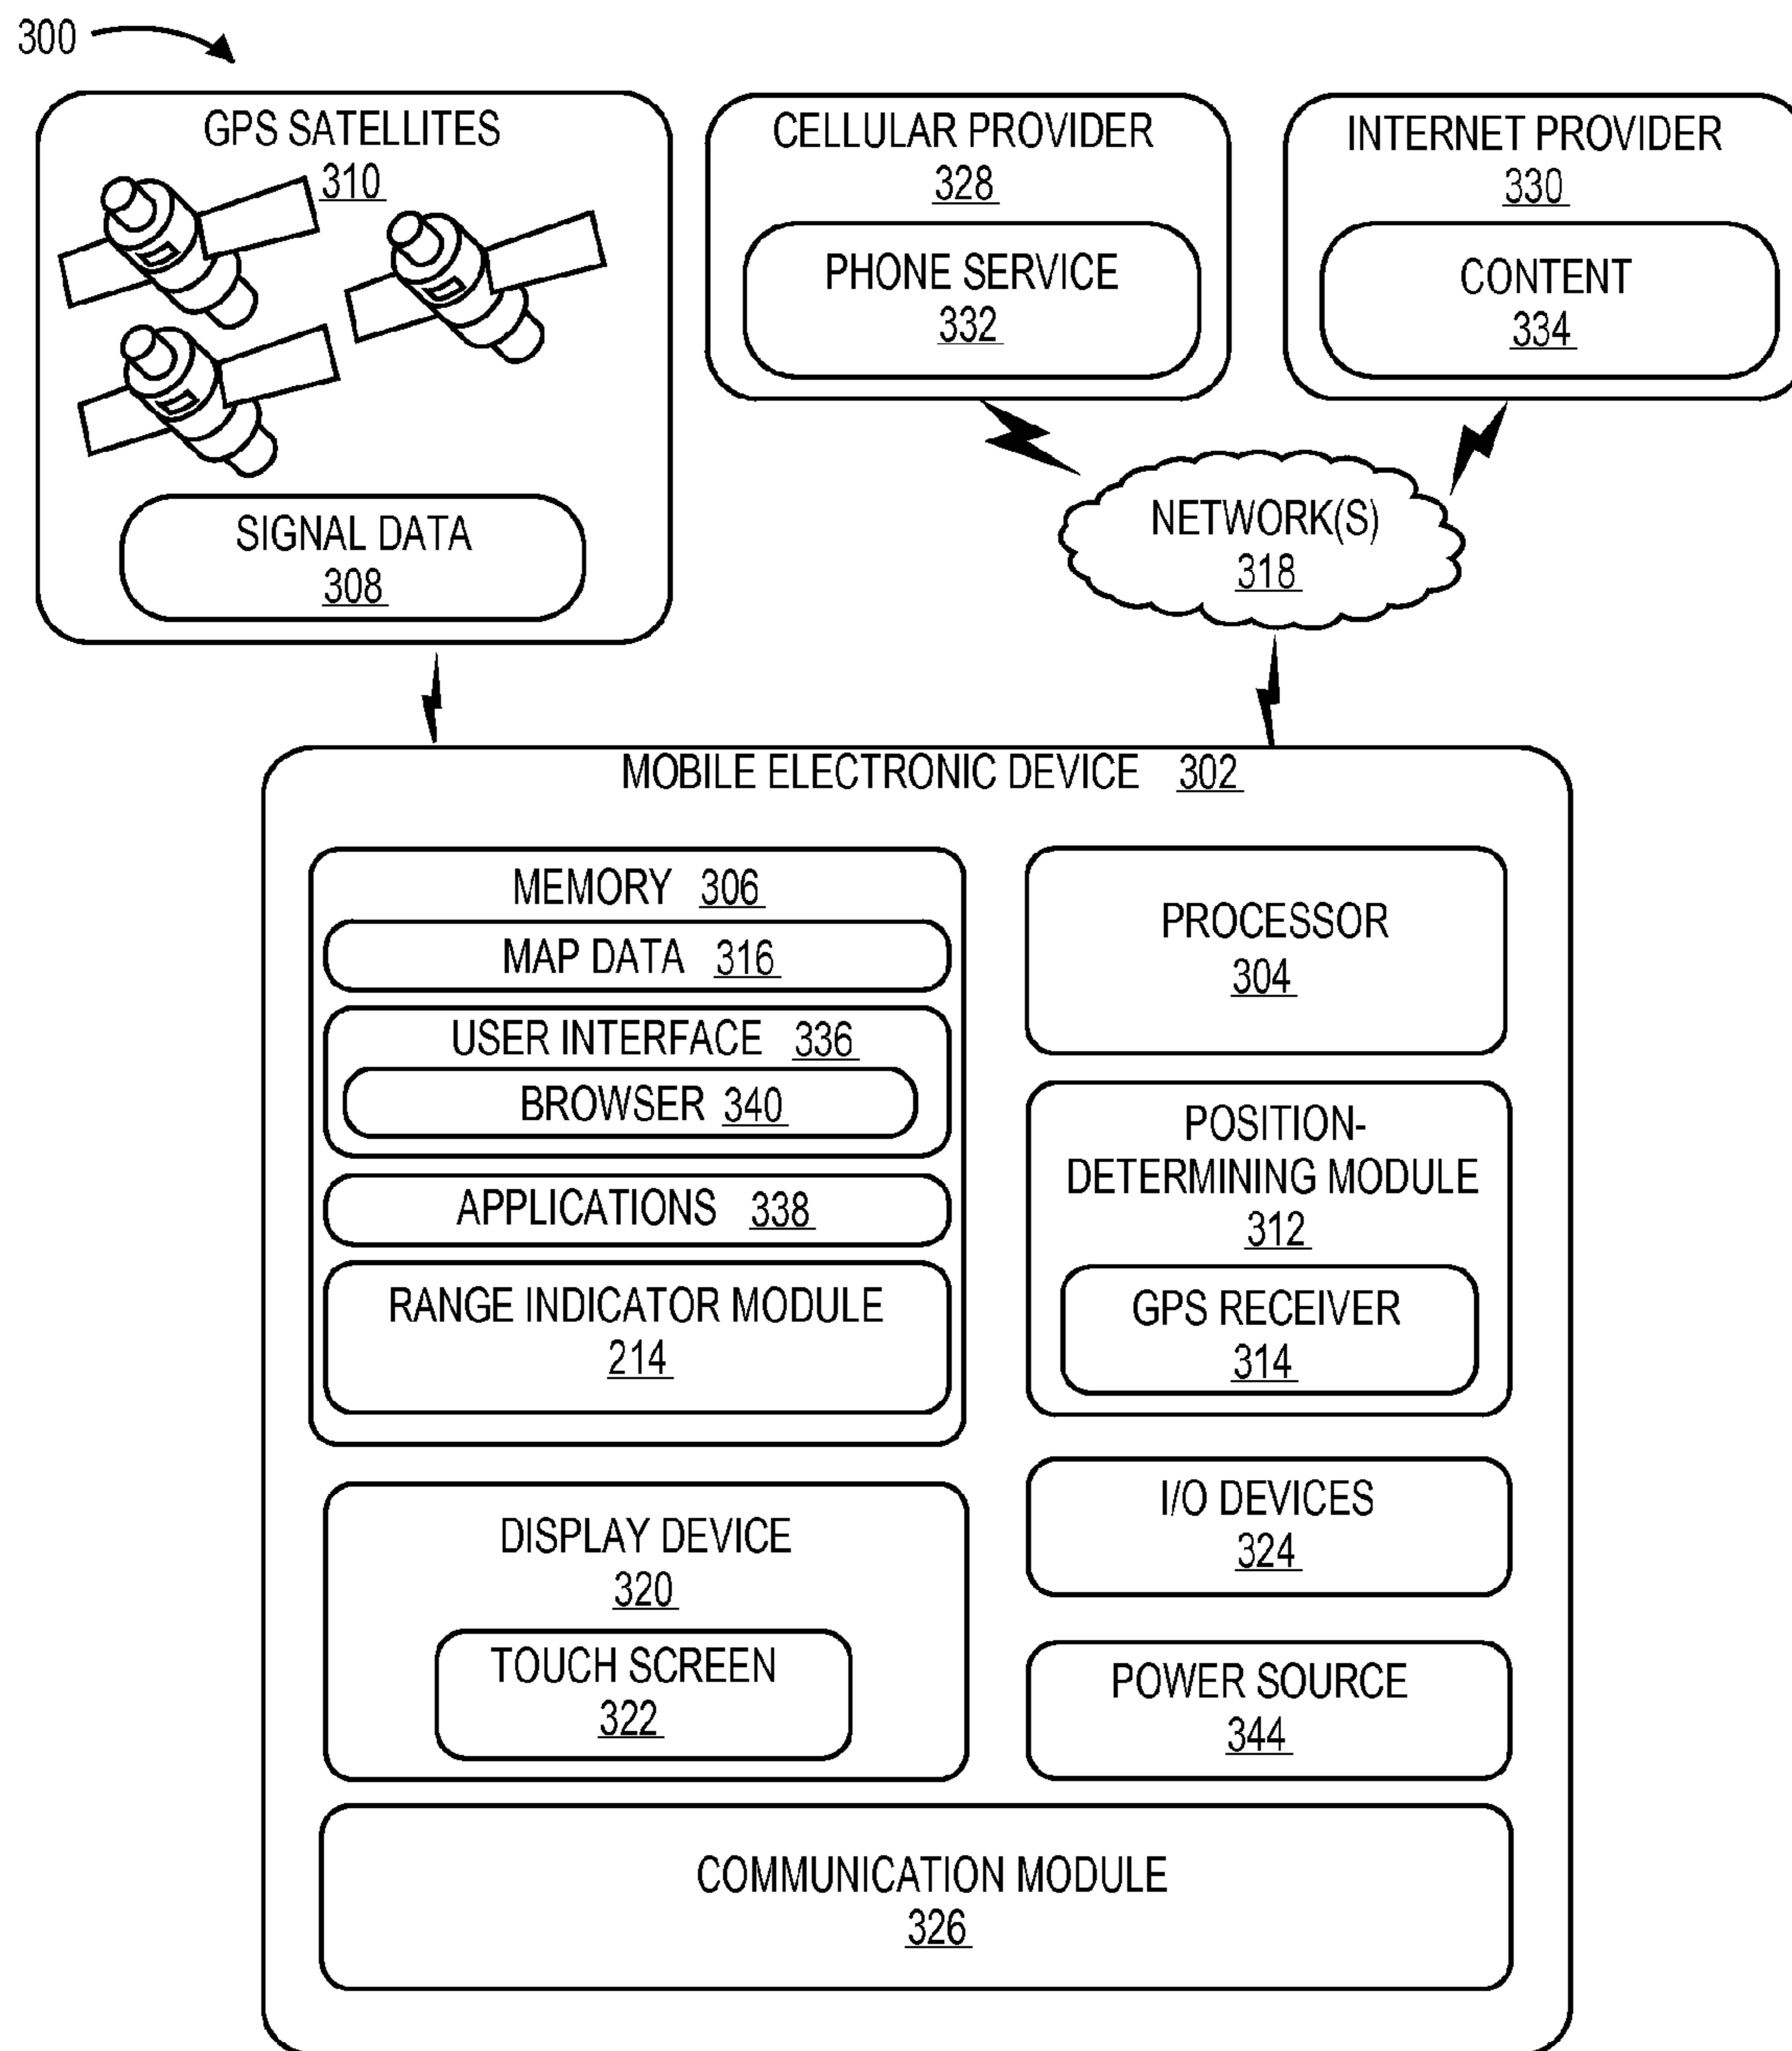 300
GPS SATELLITES
310
SIGNAL DATA
308
CELLULAR PROVIDER
328
PHONE SERVICE
332
INTERNET PROVIDER
330
CONTENT
334
NETWORK(S)
318
MOBILE ELECTRONIC DEVICE 302
MEMORY 306
MAP DATA 316
USER INTERFACE 336
BROWSER 340
APPLICATIONS 338
RANGE INDICATOR MODULE
214
PROCESSOR
304
POSITION-
DETERMINING MODULE
312
GPS RECEIVER
314
DISPLAY DEVICE
320
TOUCH SCREEN
322
I/O DEVICES
324
POWER SOURCE
344
COMMUNICATION MODULE
326